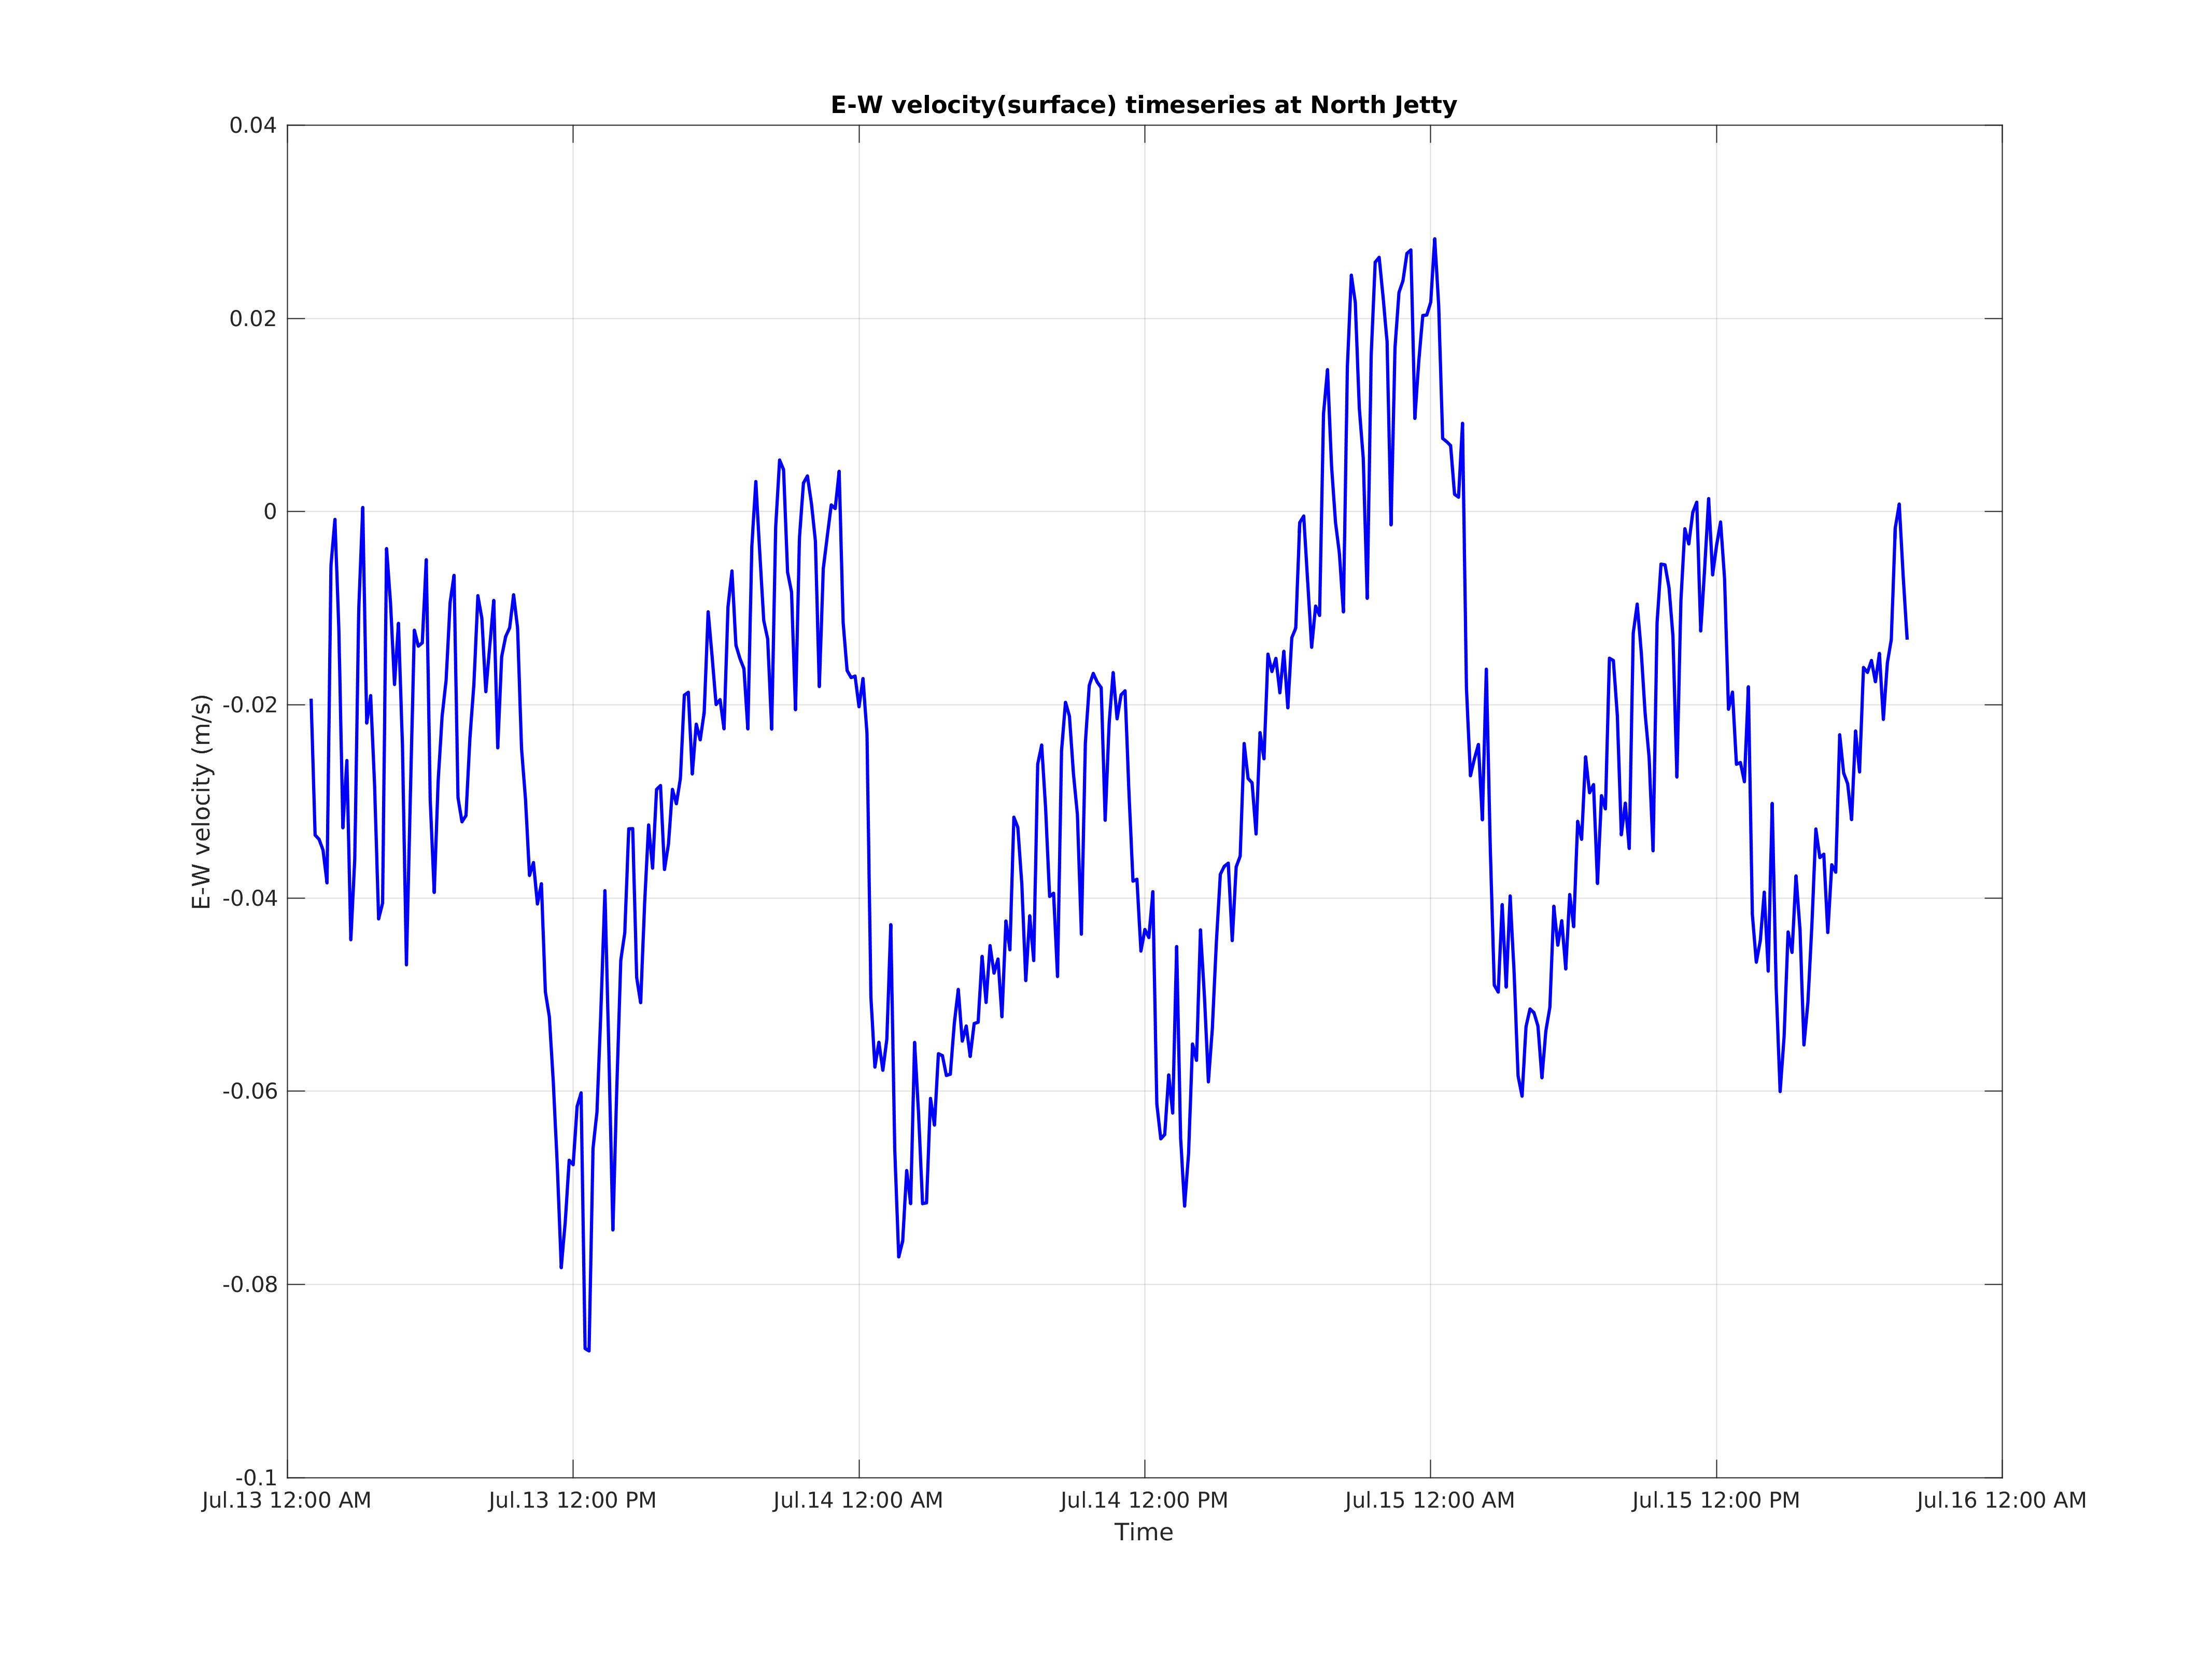 E-W velocity(surface) timeseries at North Jetty
0.04
0.02
0
-0.02
-0.04
-0.06
-0.08
-0.1
E-W velocity (m/s)
Jul.13 12:00 AM
Jul.13 12:00 PM
Jul.14 12:00 AM
Jul.14 12:00 PM
Jul.15 12:00 AM
Jul.15 12:00 PM
Jul.16 12:00 AM
Time